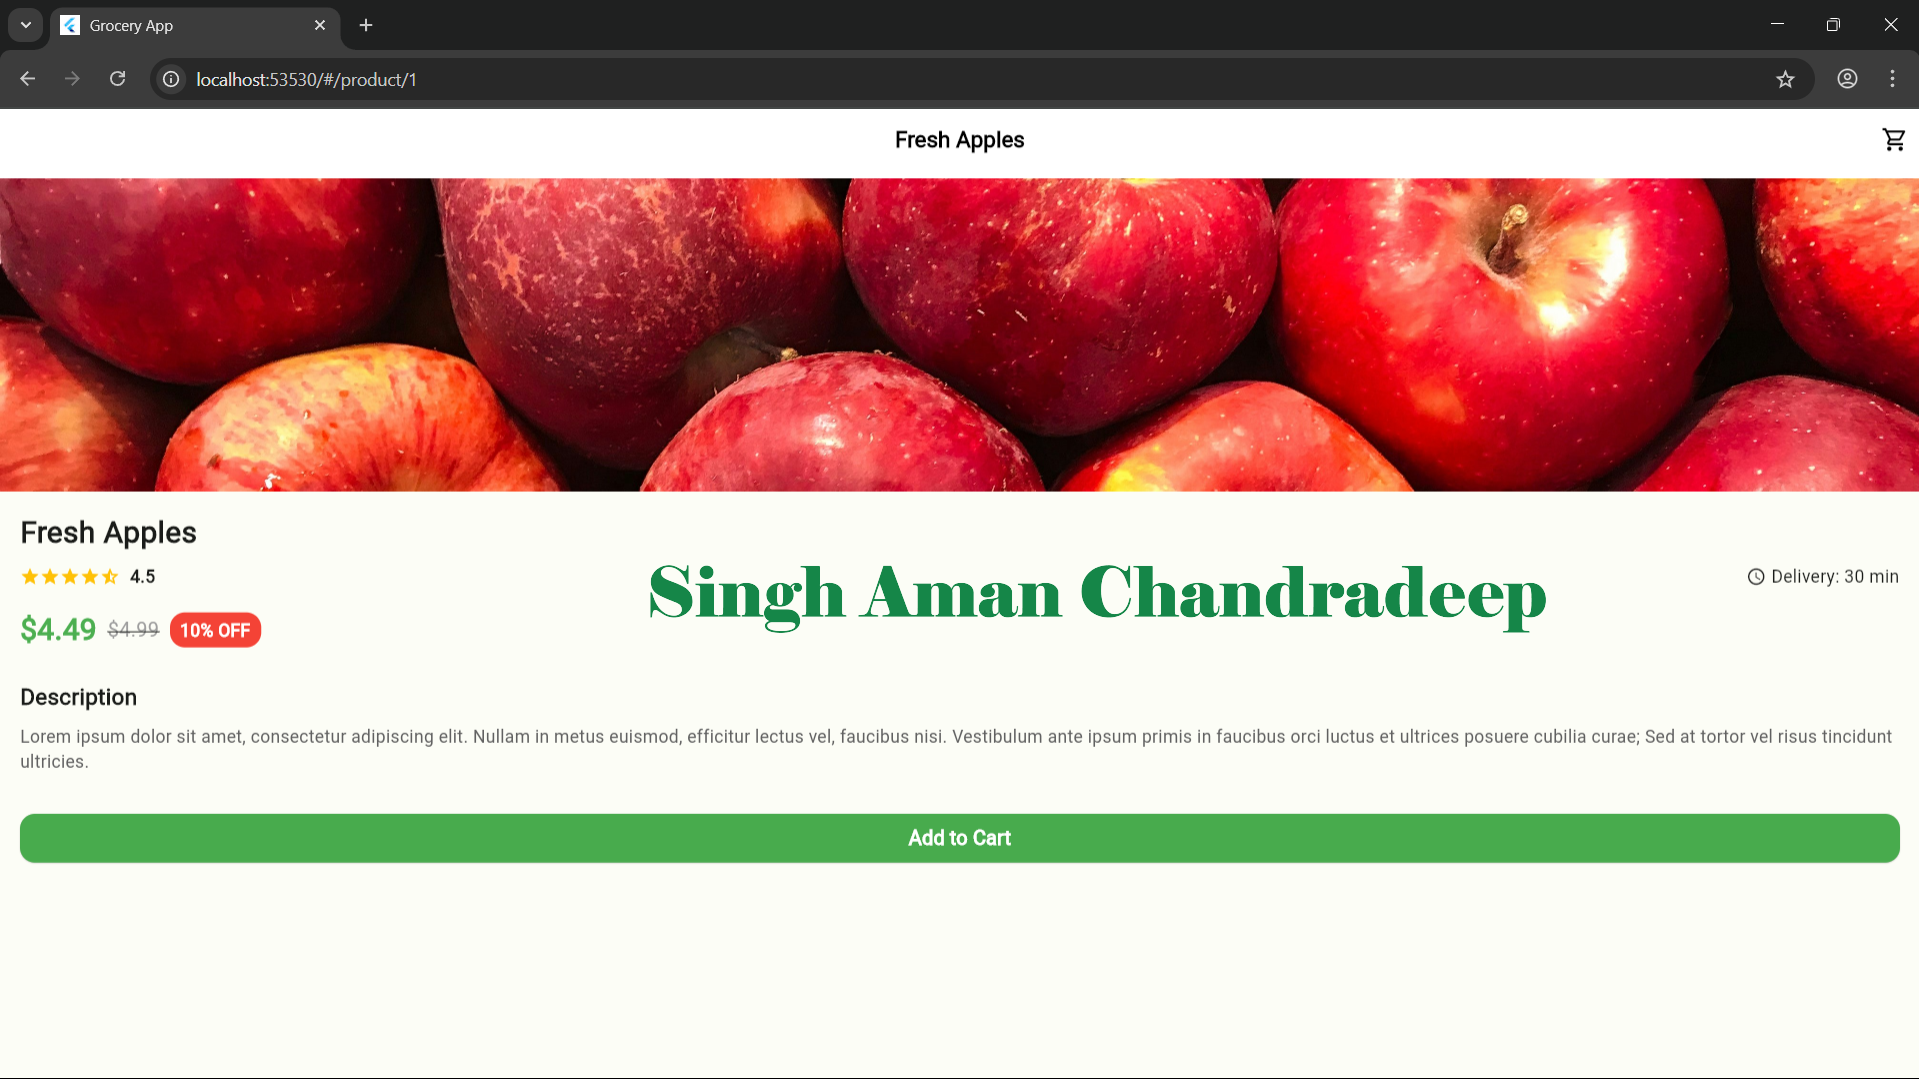 Grocery App
localhost:53530/#/product/1
Fresh Apples
Fresh Apples
4.5
Singh Aman Chandradeep
Delivery: 30 min
$4.49 $4.99 10% OFF
Description
Lorem ipsum dolor sit amet, consectetur adipiscing elit. Nullam in metus euismod, efficitur lectus vel, faucibus nisi. Vestibulum ante ipsum primis in faucibus orci luctus et ultrices posuere cubilia curae; Sed at tortor vel risus tincidunt
ultricies.
Add to Cart